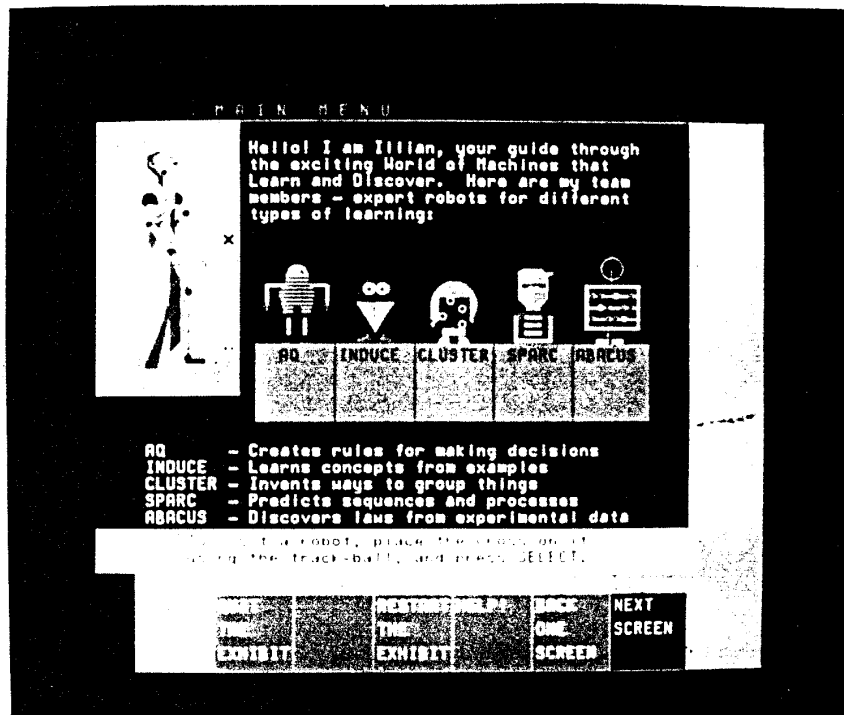 MAIN MENU
Hello! I am Illian, your guide through
the exciting World of Machines that
Learn and Discover. Here are my team
members - expert robots for different
types of learning:
AQ INDUCE CLUSTER SPARC ABACUS
AQ - Creates rules for making decisions
INDUCE - Learns concepts from examples
CLUSTER - Invents ways to group things
SPARC - Predicts sequences and processes
ABACUS - Discovers laws from experimental data
a robot, place the cross on it
the track-ball, and press SELECT.
RESTART HELP! BACK NEXT
THE THE ONE SCREEN
EXHIBIT EXHIBIT SCREEN